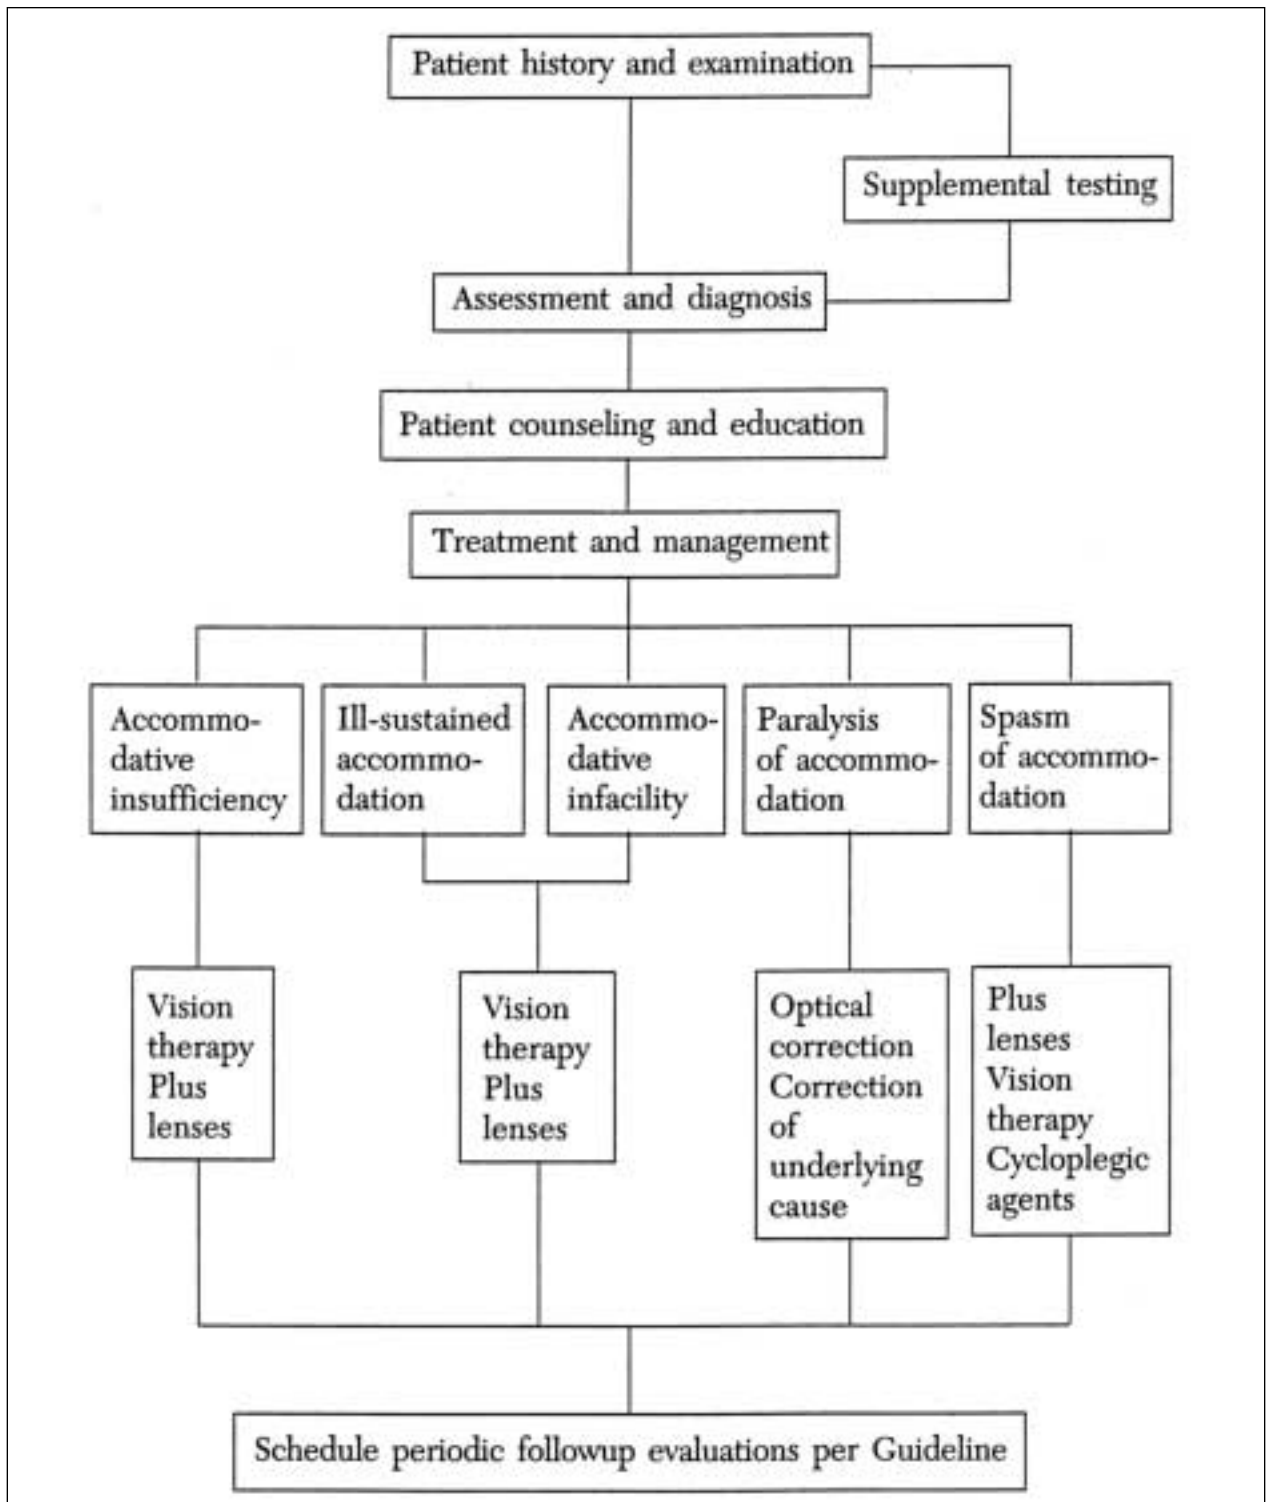 Patient history and examination
Supplemental testing
Assessment and diagnosis
Patient counseling and education
Treatment and management
Accommo-
dative
insufficiency
Ill-sustained
accommo-
dation
Accommo-
dative
infacility
Paralysis
of accommo-
dation
Spasm
of accommo-
dation
Vision
therapy
Plus
lenses
Vision
therapy
Plus
lenses
Optical
correction
Correction
of
underlying
cause
Plus
lenses
Vision
therapy
Cycloplegic
agents
Schedule periodic followup evaluations per Guideline